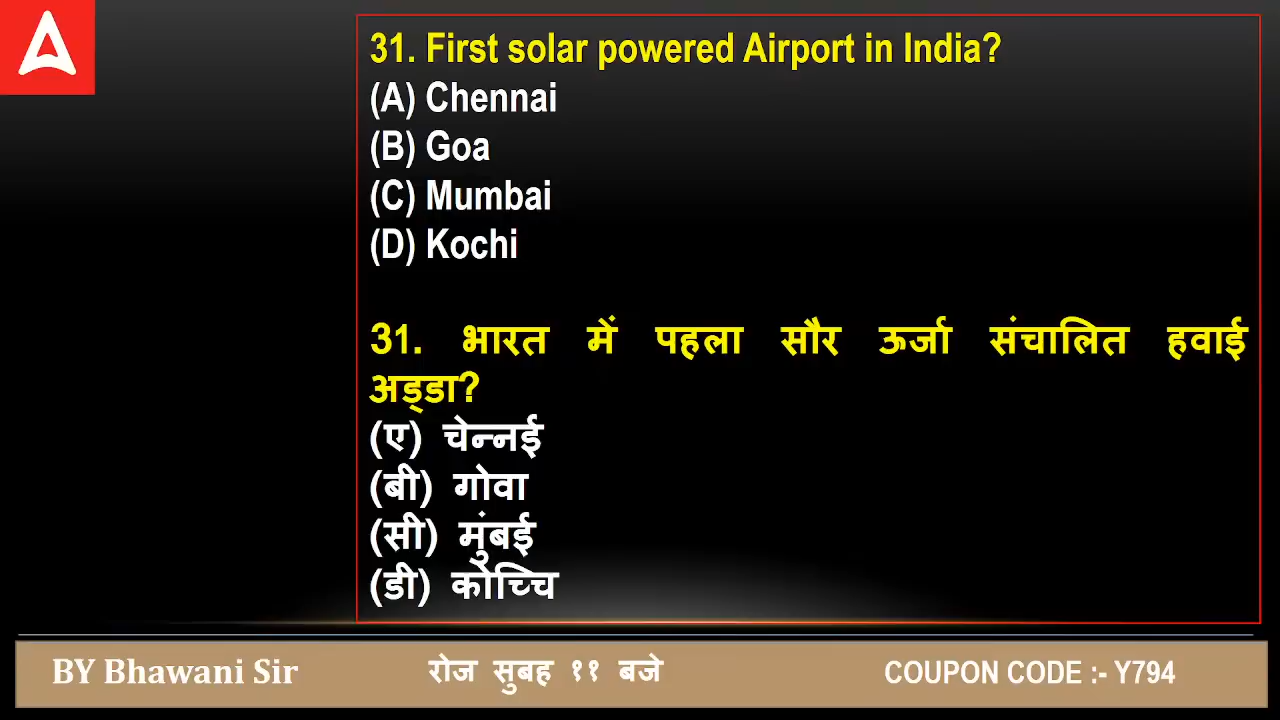 31. First solar powered Airport in India?
(A) Chennai
(B) Goa
(C) Mumbai
(D) Kochi
31. भारत में पहला सौर ऊर्जा संचालित हवाई
अड्डा?
(ए) चेन्नई
(बी) गोवा
(सी) मुंबई
(डी) कोच्चि
BY Bhawani Sir रोज सुबह ११ बजे COUPON CODE :- Y794